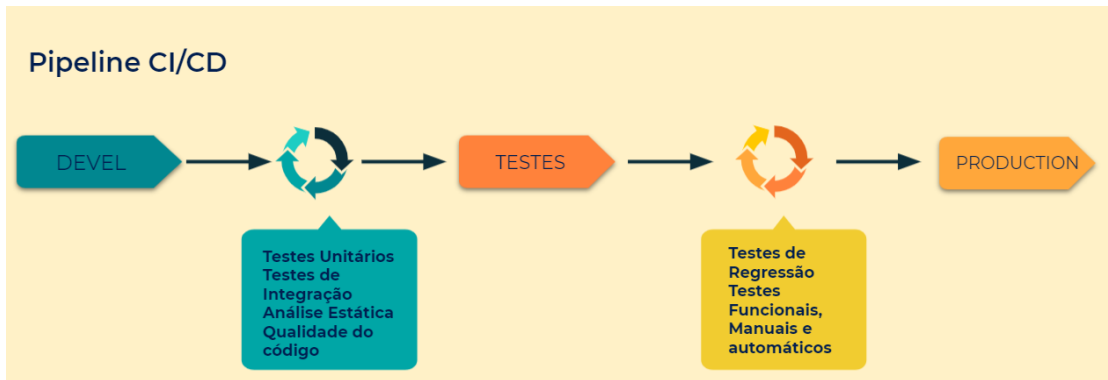 Pipeline CI/CD
DEVEL
TESTES
PRODUCTION
Testes Unitários
Testes de
Integração
Análise Estática
Qualidade do
código
Testes de
Regressão
Testes
Funcionais,
Manuais e
automáticos